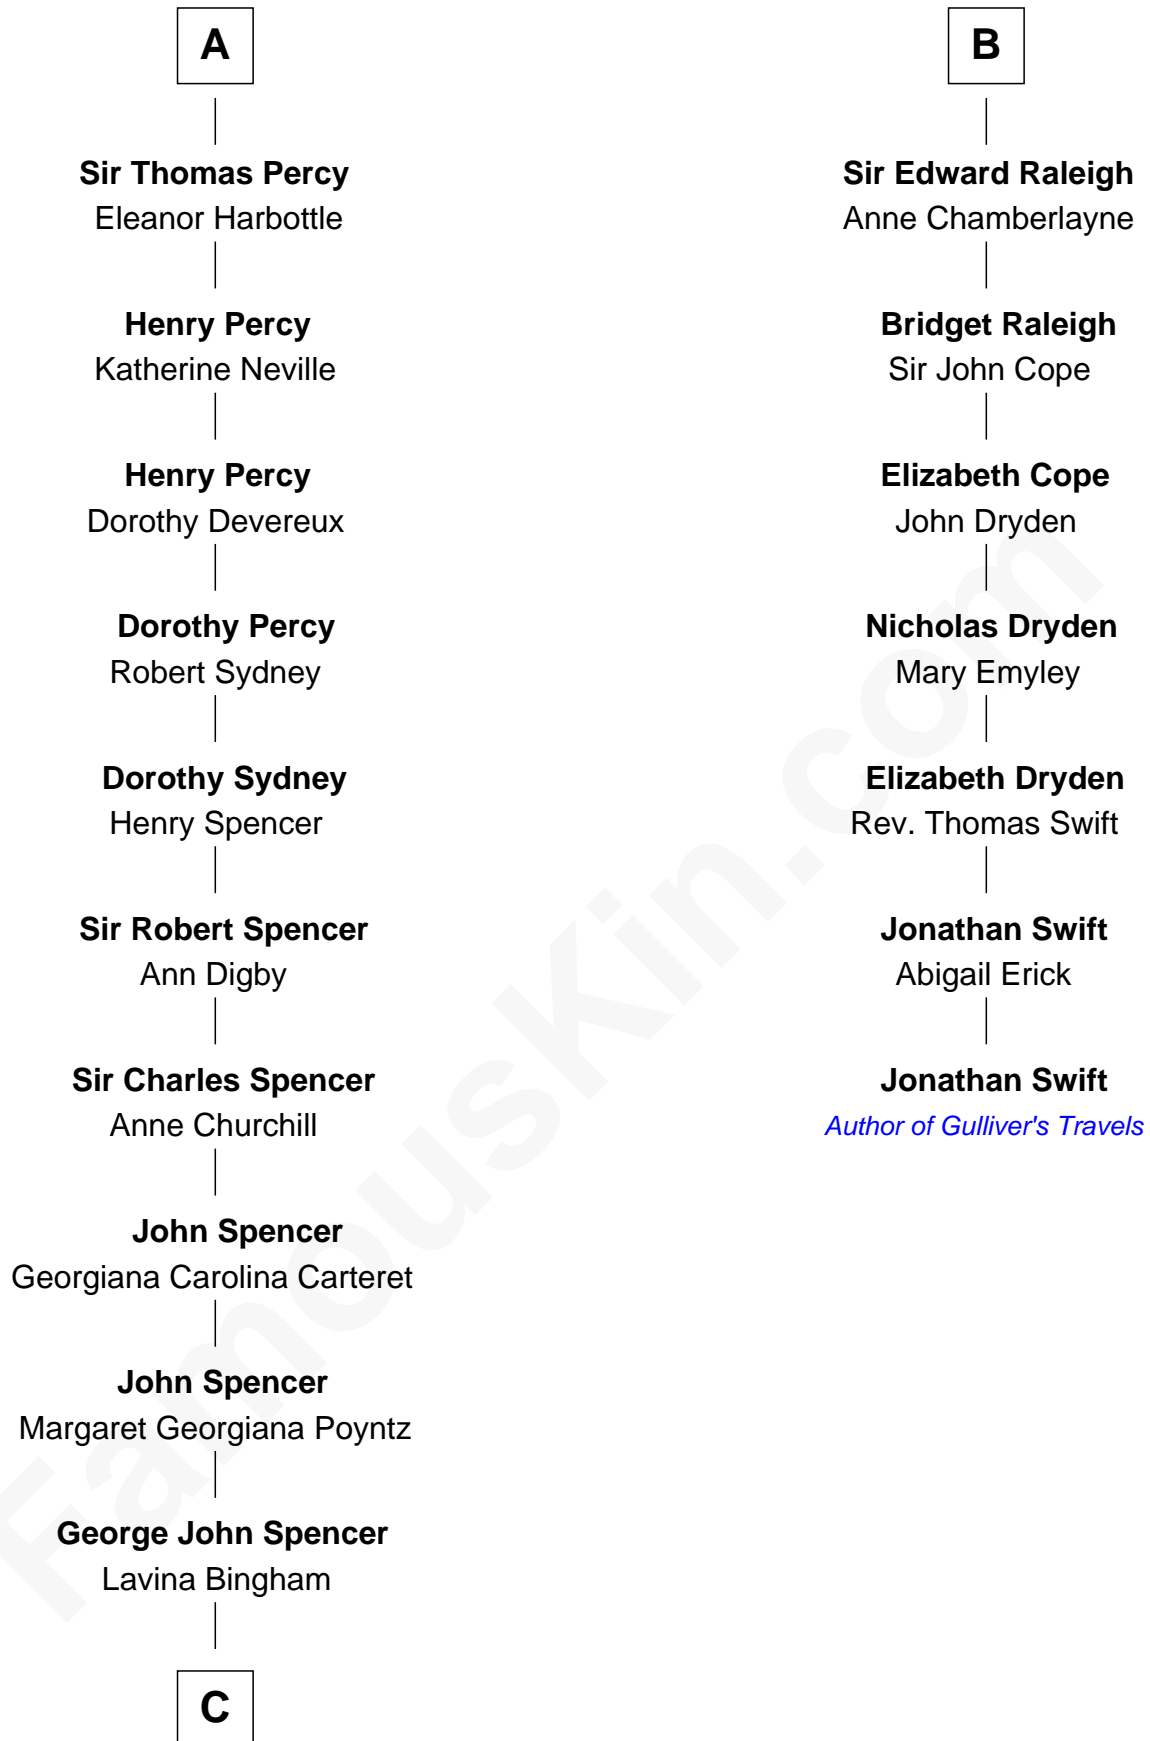 A
Sir Thomas Percy
Eleanor Harbottle
Henry Percy
Katherine Neville
Henry Percy
Dorothy Devereux
Dorothy Percy
Robert Sydney
Dorothy Sydney
Henry Spencer
Sir Robert Spencer
Ann Digby
Sir Charles Spencer
Anne Churchill
John Spencer
Georgiana Carolina Carteret
John Spencer
Margaret Georgiana Poyntz
George John Spencer
Lavina Bingham
C
B
Sir Edward Raleigh
Anne Chamberlayne
Bridget Raleigh
Sir John Cope
Elizabeth Cope
John Dryden
Nicholas Dryden
Mary Emyley
Elizabeth Dryden
Rev. Thomas Swift
Jonathan Swift
Abigail Erick
Jonathan Swift
Author of Gulliver's Travels
FamousKin.com